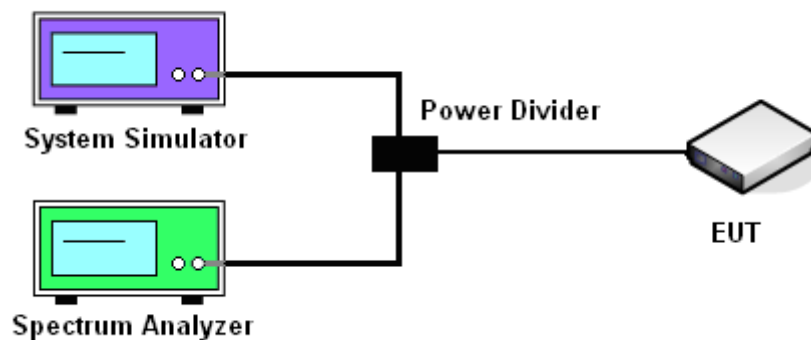 System Simulator
Power Divider
EUT
Spectrum Analyzer